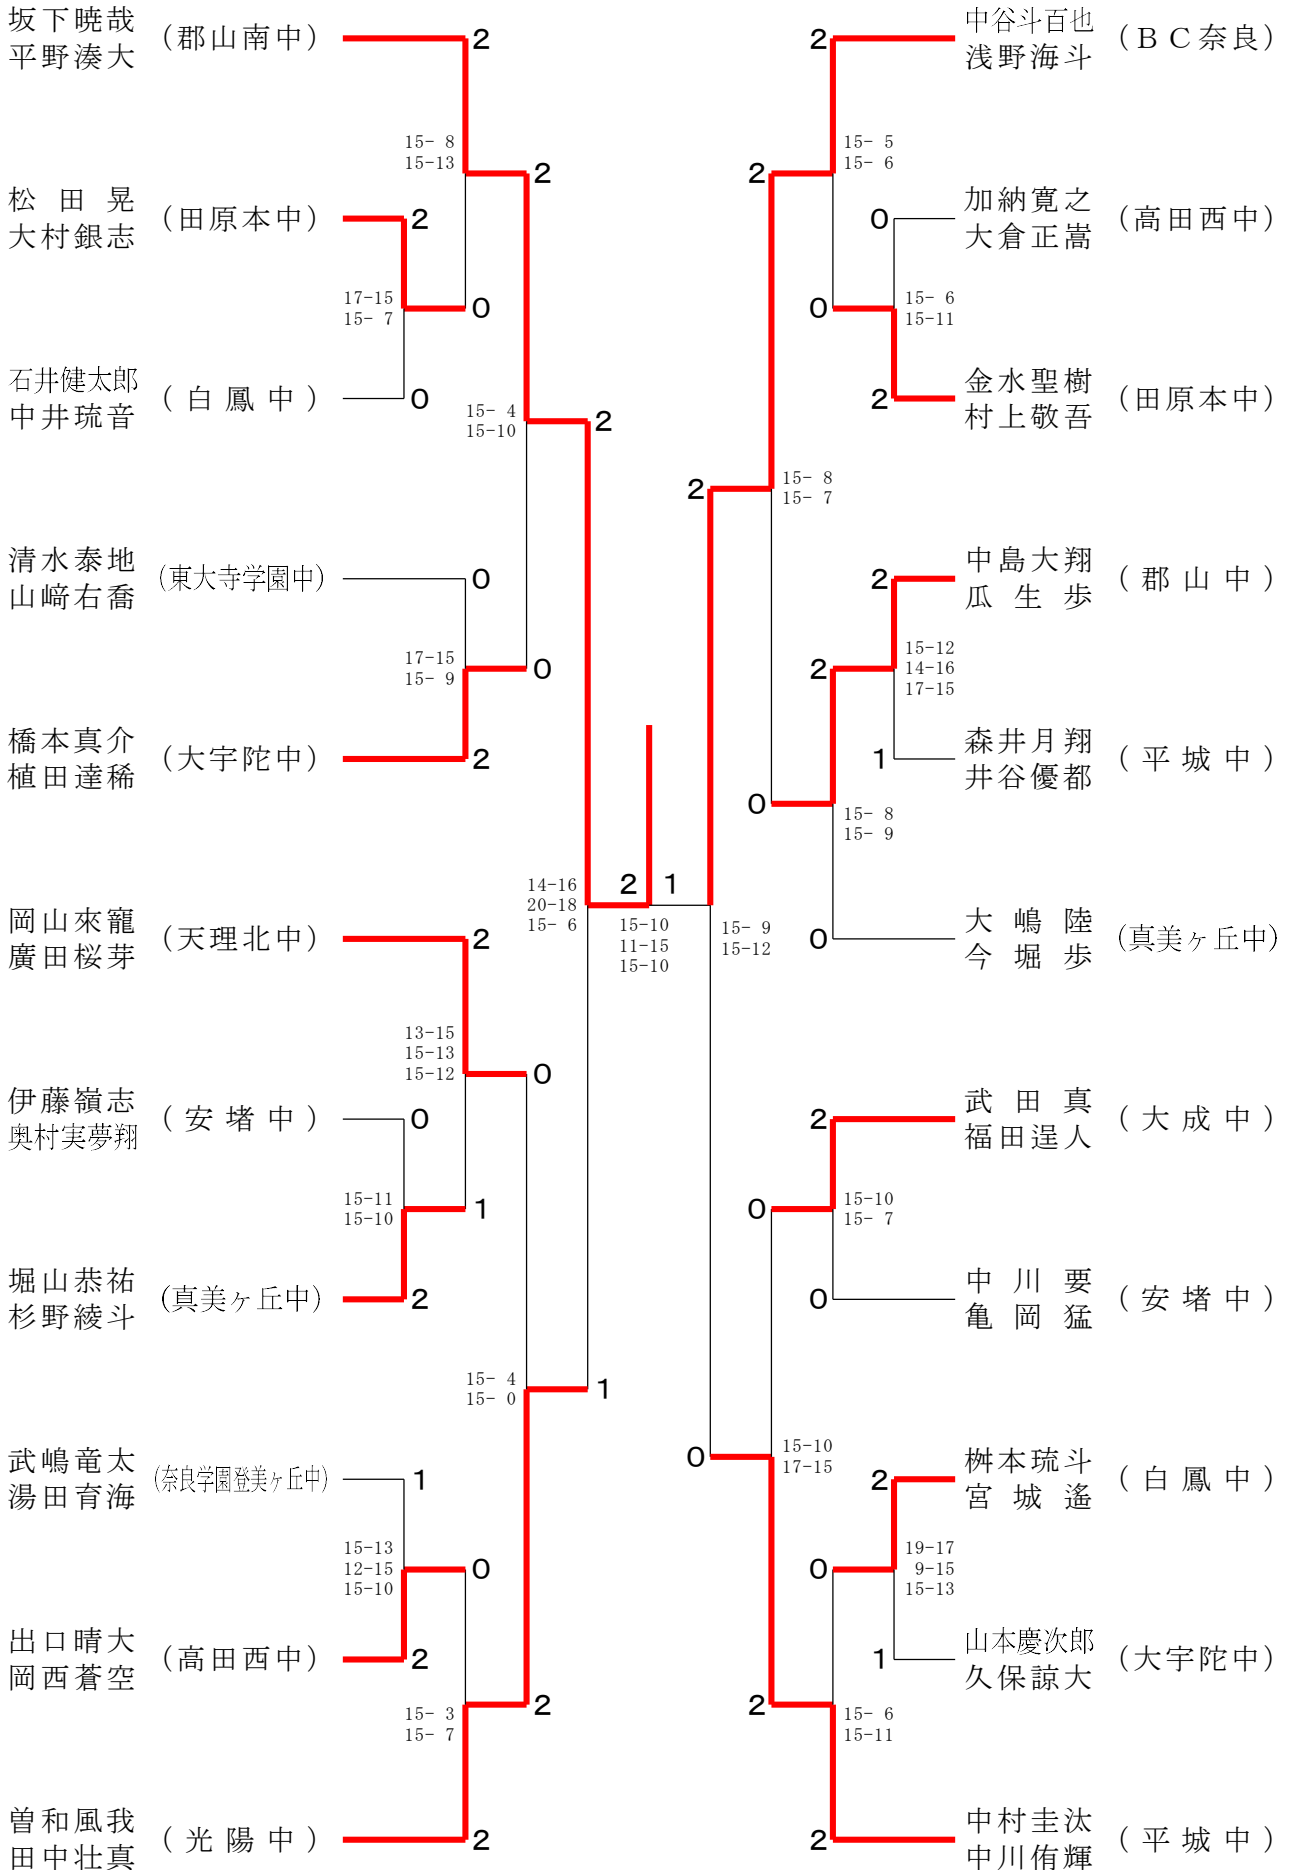 坂下暁哉
平野湊大
(郡山南中)
2
15- 8
15-13
2
松田晃
大村銀志
(田原本中)
2
17-15
15- 7
0
石井健太郎
中井琉音
(白鳳中)
0
15- 4
15-10
2
清水泰地
山﨑右喬
(東大寺学園中)
0
17-15
15- 9
0
橋本真介
植田達稀
(大宇陀中)
2
14-16
20-18
15- 6
2
1
15-10
11-15
15-10
岡山來寵
廣田桜芽
(天理北中)
2
13-15
15-13
15-12
0
伊藤嶺志
奥村実夢翔
(安堵中)
0
15-11
15-10
1
堀山恭祐
杉野綾斗
(真美ヶ丘中)
2
15- 4
15- 0
1
武嶋竜太
湯田育海
(奈良学園登美ヶ丘中)
1
15-13
12-15
15-10
0
出口晴大
岡西蒼空
(高田西中)
2
15- 3
15- 7
2
曽和風我
田中壮真
(光陽中)
2
2
中谷斗百也
浅野海斗
(ＢＣ奈良)
15- 5
15- 6
2
0
加納寛之
大倉正嵩
(高田西中)
0
15- 6
15-11
2
金水聖樹
村上敬吾
(田原本中)
2
15- 8
15- 7
2
中島大翔
瓜生歩
(郡山中)
2
15-12
14-16
17-15
1
森井月翔
井谷優都
(平城中)
0
15- 8
15- 9
15- 9
15-12
0
大嶋陸
今堀歩
(真美ヶ丘中)
2
武田真
福田逞人
(大成中)
0
15-10
15- 7
0
中川要
亀岡猛
(安堵中)
0
15-10
17-15
2
桝本琉斗
宮城遙
(白鳳中)
0
19-17
9-15
15-13
1
山本慶次郎
久保諒大
(大宇陀中)
2
15- 6
15-11
2
中村圭汰
中川侑輝
(平城中)